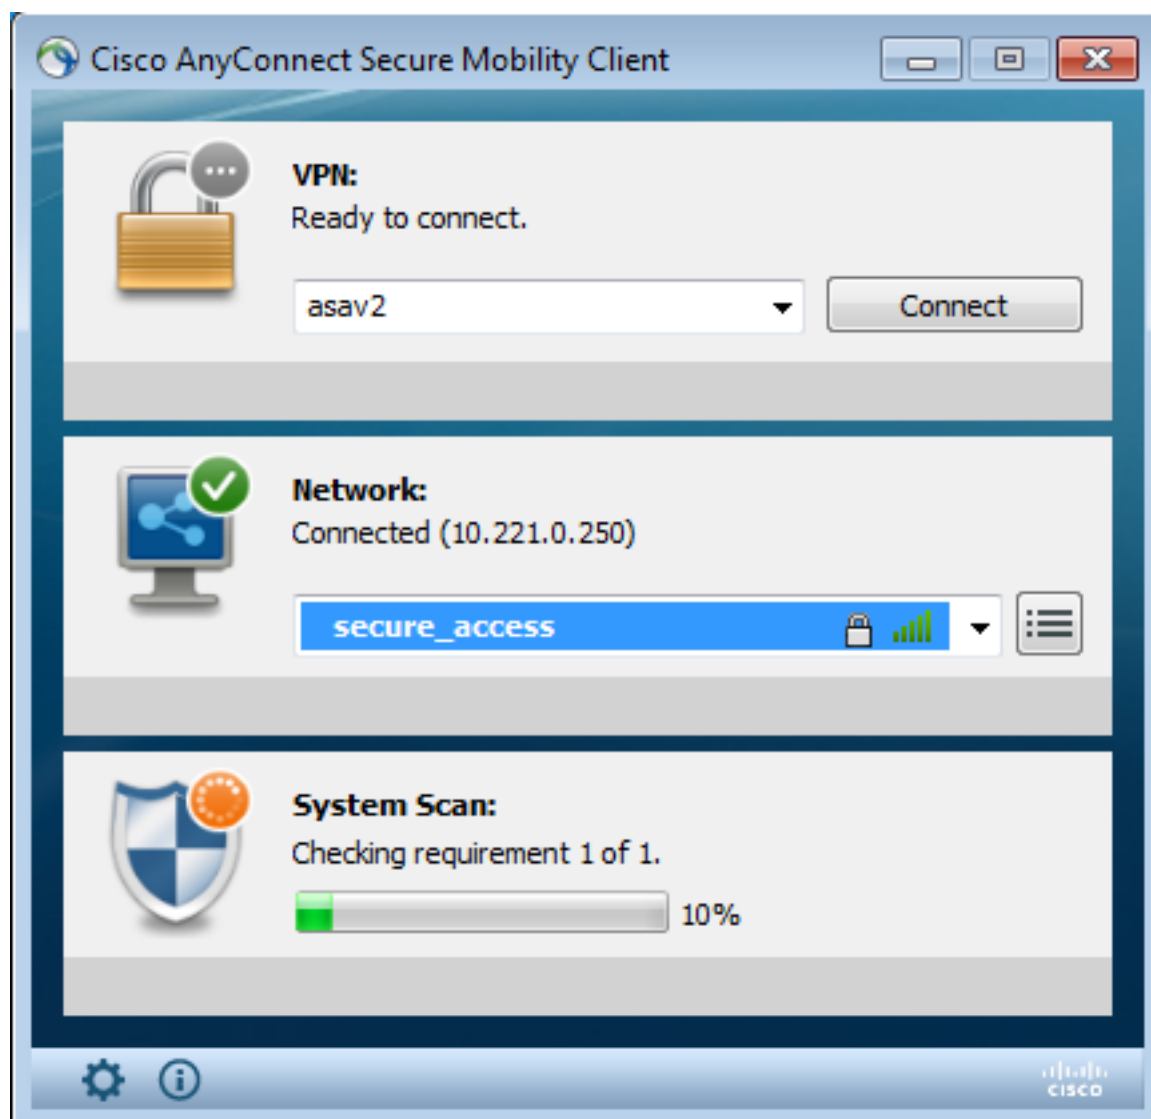 Cisco AnyConnect Secure Mobility Client
VPN:
Ready to connect.
asav2
Connect
Network:
Connected (10.221.0.250)
secure_access
System Scan:
Checking requirement 1 of 1.
10%
CISCO